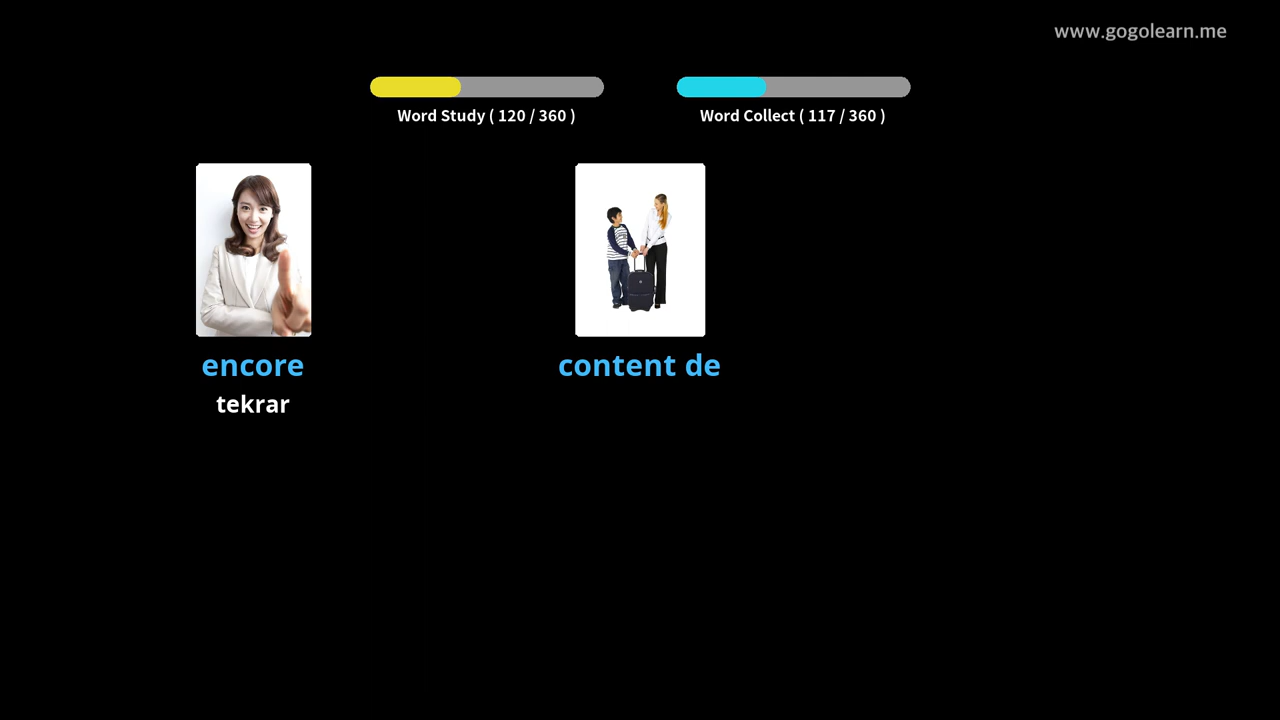 www.gogolearn.me
Word Study ( 120 / 360 )
Word Collect ( 117 / 360 )
encore
tekrar
content de